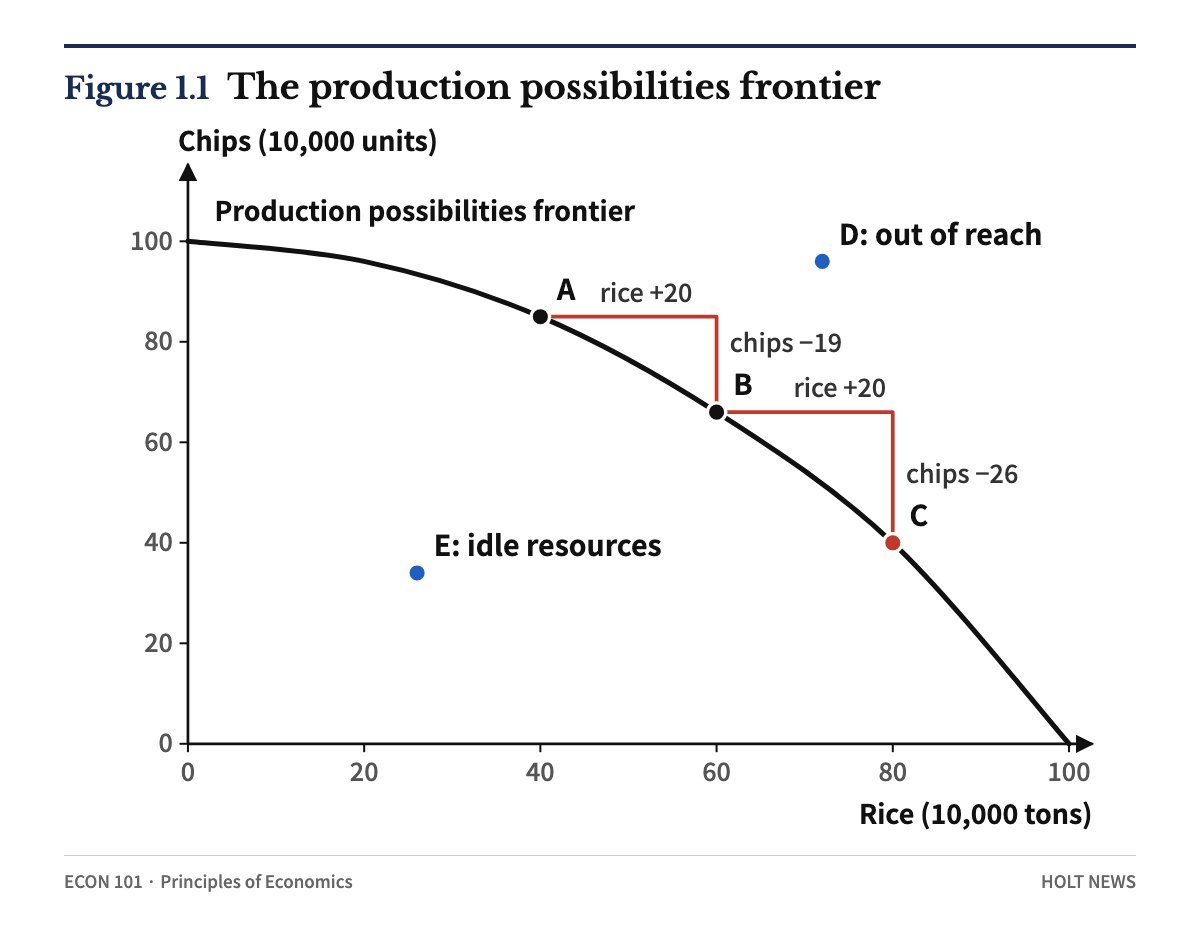 Figure 1.1 The production possibilities frontier
Chips (10,000 units)
Production possibilities frontier
D: out of reach
100
A rice +20
chips −19
80
B rice +20
60
chips −26
C
E: idle resources
40
20
0
0 20 40 60 80 100
Rice (10,000 tons)
ECON 101 · Principles of Economics
HOLT NEWS